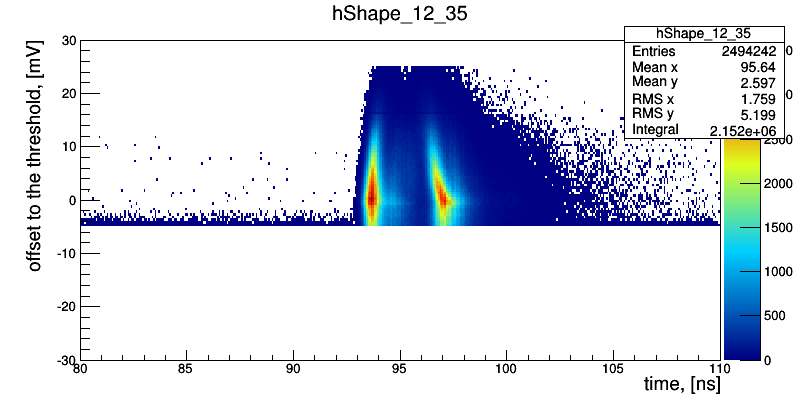 hShape_12_35
hShape_12_35
Entries 2494242
Mean x 95.64
Mean y 2.597
RMS x 1.759
RMS y 5.199
Integral 2.152e+06
offset to the threshold, [mV]
30
20
10
0
-10
-20
-30
80 85 90 95 100 105 110
time, [ns]
0
0
2500
2000
1500
1000
500
0